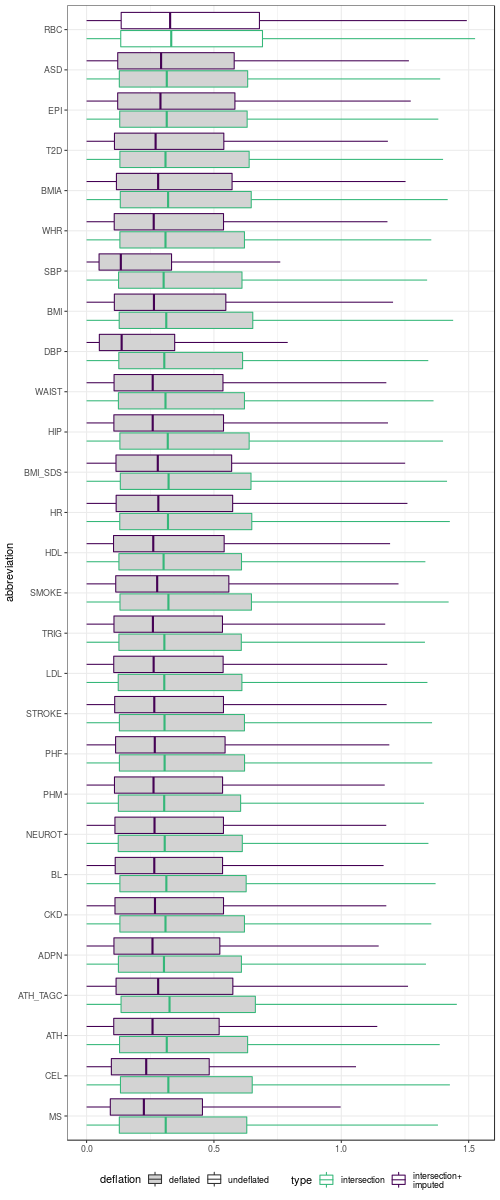 RBC
ASD
EPI
T2D
BMIA
WHR
SBP
BMI
DBP
WAIST
HIP
BMI_SDS
HR
HDL
SMOKE
TRIG
LDL
STROKE
PHF
PHM
NEUROT
BL
CKD
ADPN
ATH_TAGC
ATH
CEL
MS
abbreviation
0.0 0.5 1.0 1.5
deflation deflated undeflated type intersection intersection+
imputed